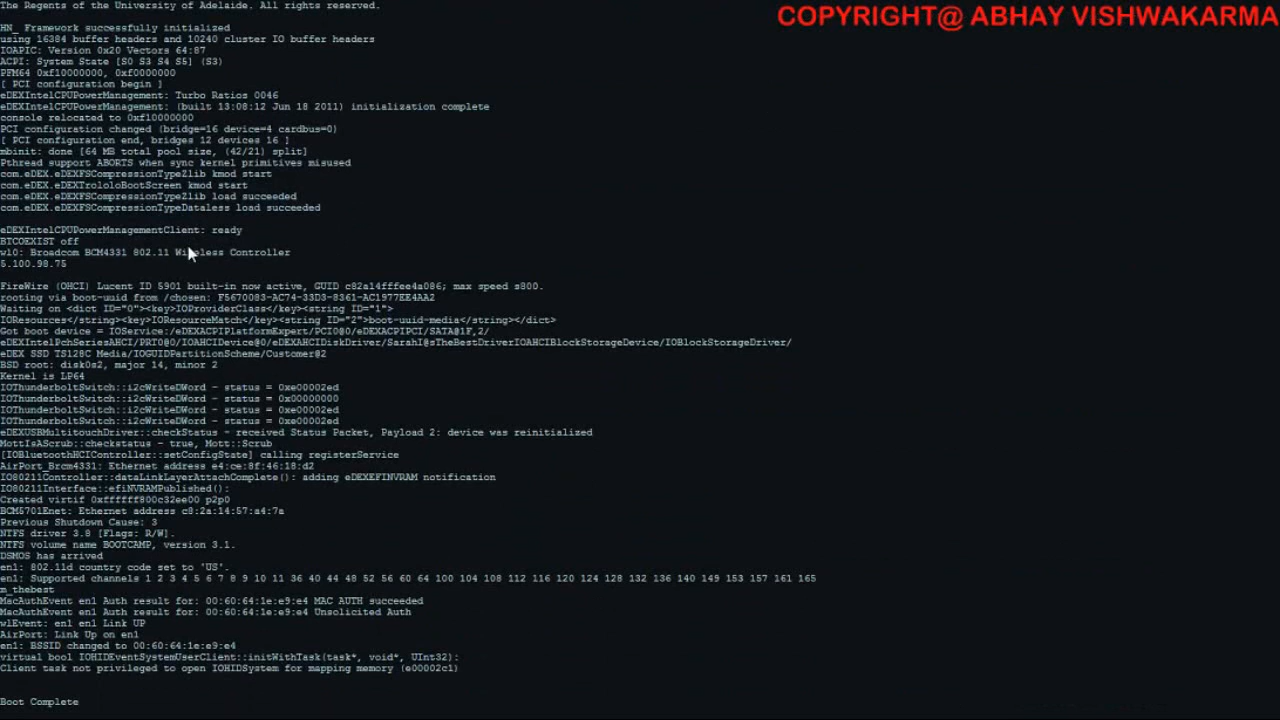 The Regents of the University of Adelaide. All rights reserved.
COPYRIGHT@ ABHAY VISHWAKARMA
HN_ Framework successfully initialized
using 16384 buffer headers and 10240 cluster IO buffer headers
IOAPIC: Version 0x20 Vectors 64:87
ACPI: System State [S0 S3 S4 S5] (S3)
PFM64 0xf10000000, 0xf0000000
[ PCI configuration begin ]
eDEXIntelCPUPowerManagement: Turbo Ratios 0046
eDEXIntelCPUPowerManagement: (built 13:08:12 Jun 18 2011) initialization complete
console relocated to 0xf10000000
PCI configuration changed (bridge=16 device=4 cardbus=0)
[ PCI configuration end, bridges 12 devices 16 ]
mbinit: done [64 MB total pool size, (42/21) split]
Pthread support ABORTS when sync kernel primitives misused
com.eDEX.eDEXFSCompressionTypeZlib kmod start
com.eDEX.eDEXTrololoBootScreen kmod start
com.eDEX.eDEXFSCompressionTypeZlib load succeeded
com.eDEX.eDEXFSCompressionTypeDataless load succeeded
eDEXIntelCPUPowerManagementClient: ready
BTCOEXIST off
wl0: Broadcom BCM4331 802.11 Wireless Controller
5.100.98.75
FireWire (OHCI) Lucent ID 5901 built-in now active, GUID c82a14fffee4a086; max speed s800.
rooting via boot-uuid from /chosen: F5670083-AC74-33D3-8361-AC1977EE4AA2
Waiting on <dict ID="0"><key>IOProviderClass</key><string ID="1">
IOResources</string><key>IOResourceMatch</key><string ID="2">boot-uuid-media</string></dict>
Got boot device = IOService:/eDEXACPIPlatformExpert/PCI0@0/eDEXACPIPCI/SATA@1F,2/
eDEXIntelPchSeriesAHCI/PRT0@0/IOAHCIDevice@0/eDEXAHCIDiskDriver/SarahI@sTheBestDriverIOAHCIBlockStorageDevice/IOBlockStorageDriver/
eDEX SSD TS128C Media/IOGUIDPartitionScheme/Customer@2
BSD root: disk0s2, major 14, minor 2
Kernel is LP64
IOThunderboltSwitch::i2cWriteDWord - status = 0xe00002ed
IOThunderboltSwitch::i2cWriteDWord - status = 0x00000000
IOThunderboltSwitch::i2cWriteDWord - status = 0xe00002ed
IOThunderboltSwitch::i2cWriteDWord - status = 0xe00002ed
eDEXUSBMultitouchDriver::checkStatus - received Status Packet, Payload 2: device was reinitialized
MottIsAScrub::checkstatus - true, Mott::Scrub
[IOBluetoothHCIController::setConfigState] calling registerService
AirPort_Brcm4331: Ethernet address e4:ce:8f:46:18:d2
IO80211Controller::dataLinkLayerAttachComplete(): adding eDEXEFINVRAM notification
IO80211Interface::efiNVRAMPublished():
Created virtif 0xffffff800c32ee00 p2p0
BCM5701Enet: Ethernet address c8:2a:14:57:a4:7a
Previous Shutdown Cause: 3
NTFS driver 3.8 [Flags: R/W].
NTFS volume name BOOTCAMP, version 3.1.
DSMOS has arrived
en1: 802.11d country code set to 'US'.
en1: Supported channels 1 2 3 4 5 6 7 8 9 10 11 36 40 44 48 52 56 60 64 100 104 108 112 116 120 124 128 132 136 140 149 153 157 161 165
m_thebest
MacAuthEvent en1 Auth result for: 00:60:64:1e:e9:e4 MAC AUTH succeeded
MacAuthEvent en1 Auth result for: 00:60:64:1e:e9:e4 Unsolicited Auth
wlEvent: en1 en1 Link UP
AirPort: Link Up on en1
en1: BSSID changed to 00:60:64:1e:e9:e4
virtual bool IOHIDEventSystemUserClient::initWithTask(task*, void*, UInt32):
Client task not privileged to open IOHIDSystem for mapping memory (e00002c1)
Boot Complete